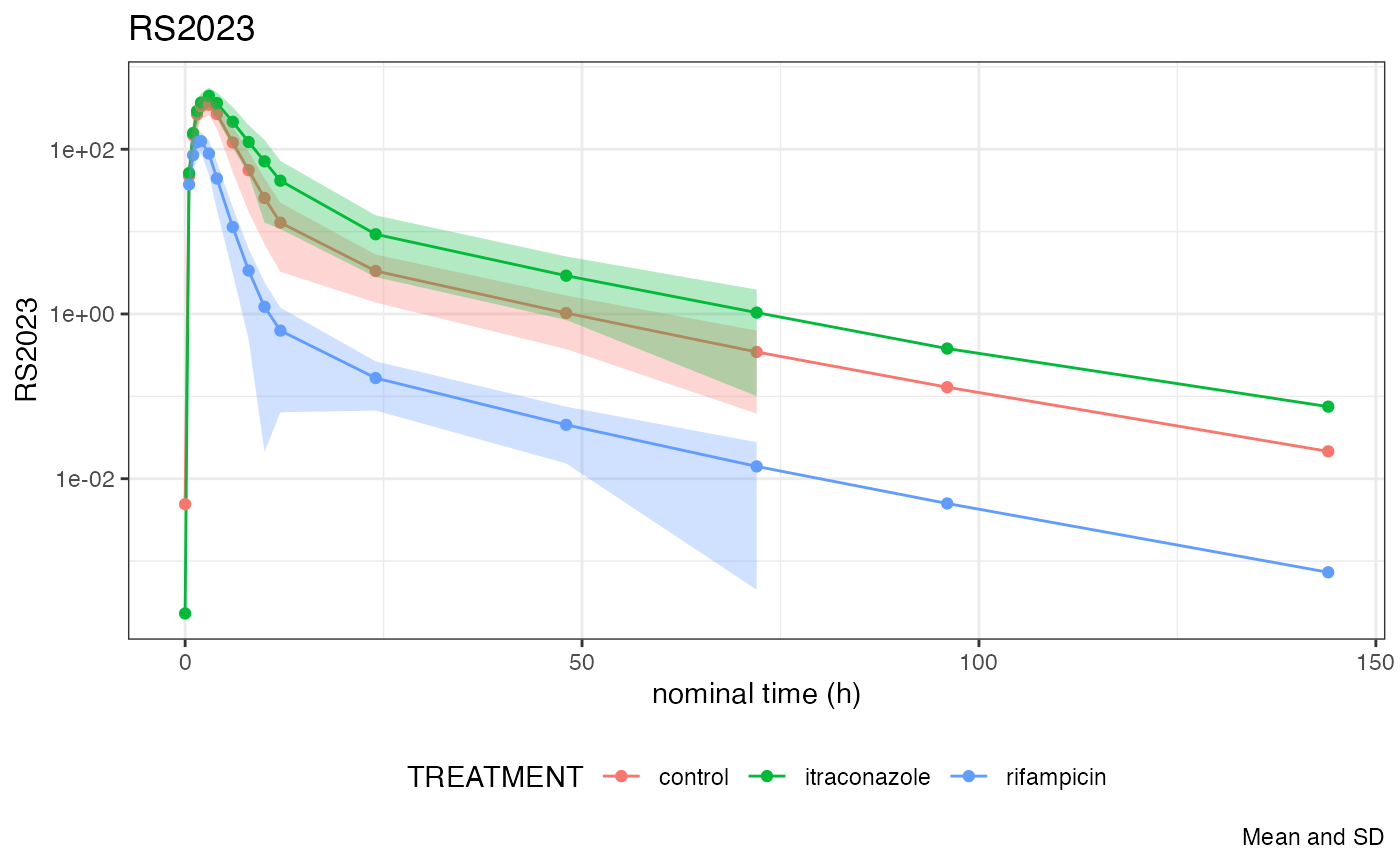 RS2023
RS2023
1e+02
1e+00
1e-02
0 50 100 150
nominal time (h)
TREATMENT control itraconazole rifampicin
Mean and SD